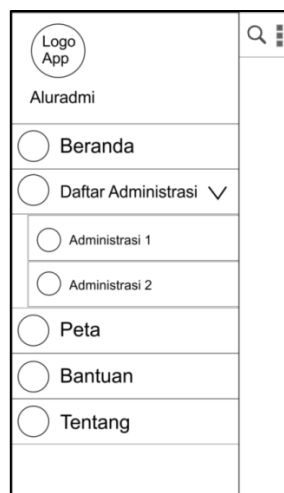 Logo
App
Aluradmi
Beranda
Daftar Administrasi
Administrasi 1
Administrasi 2
Peta
Bantuan
Tentang